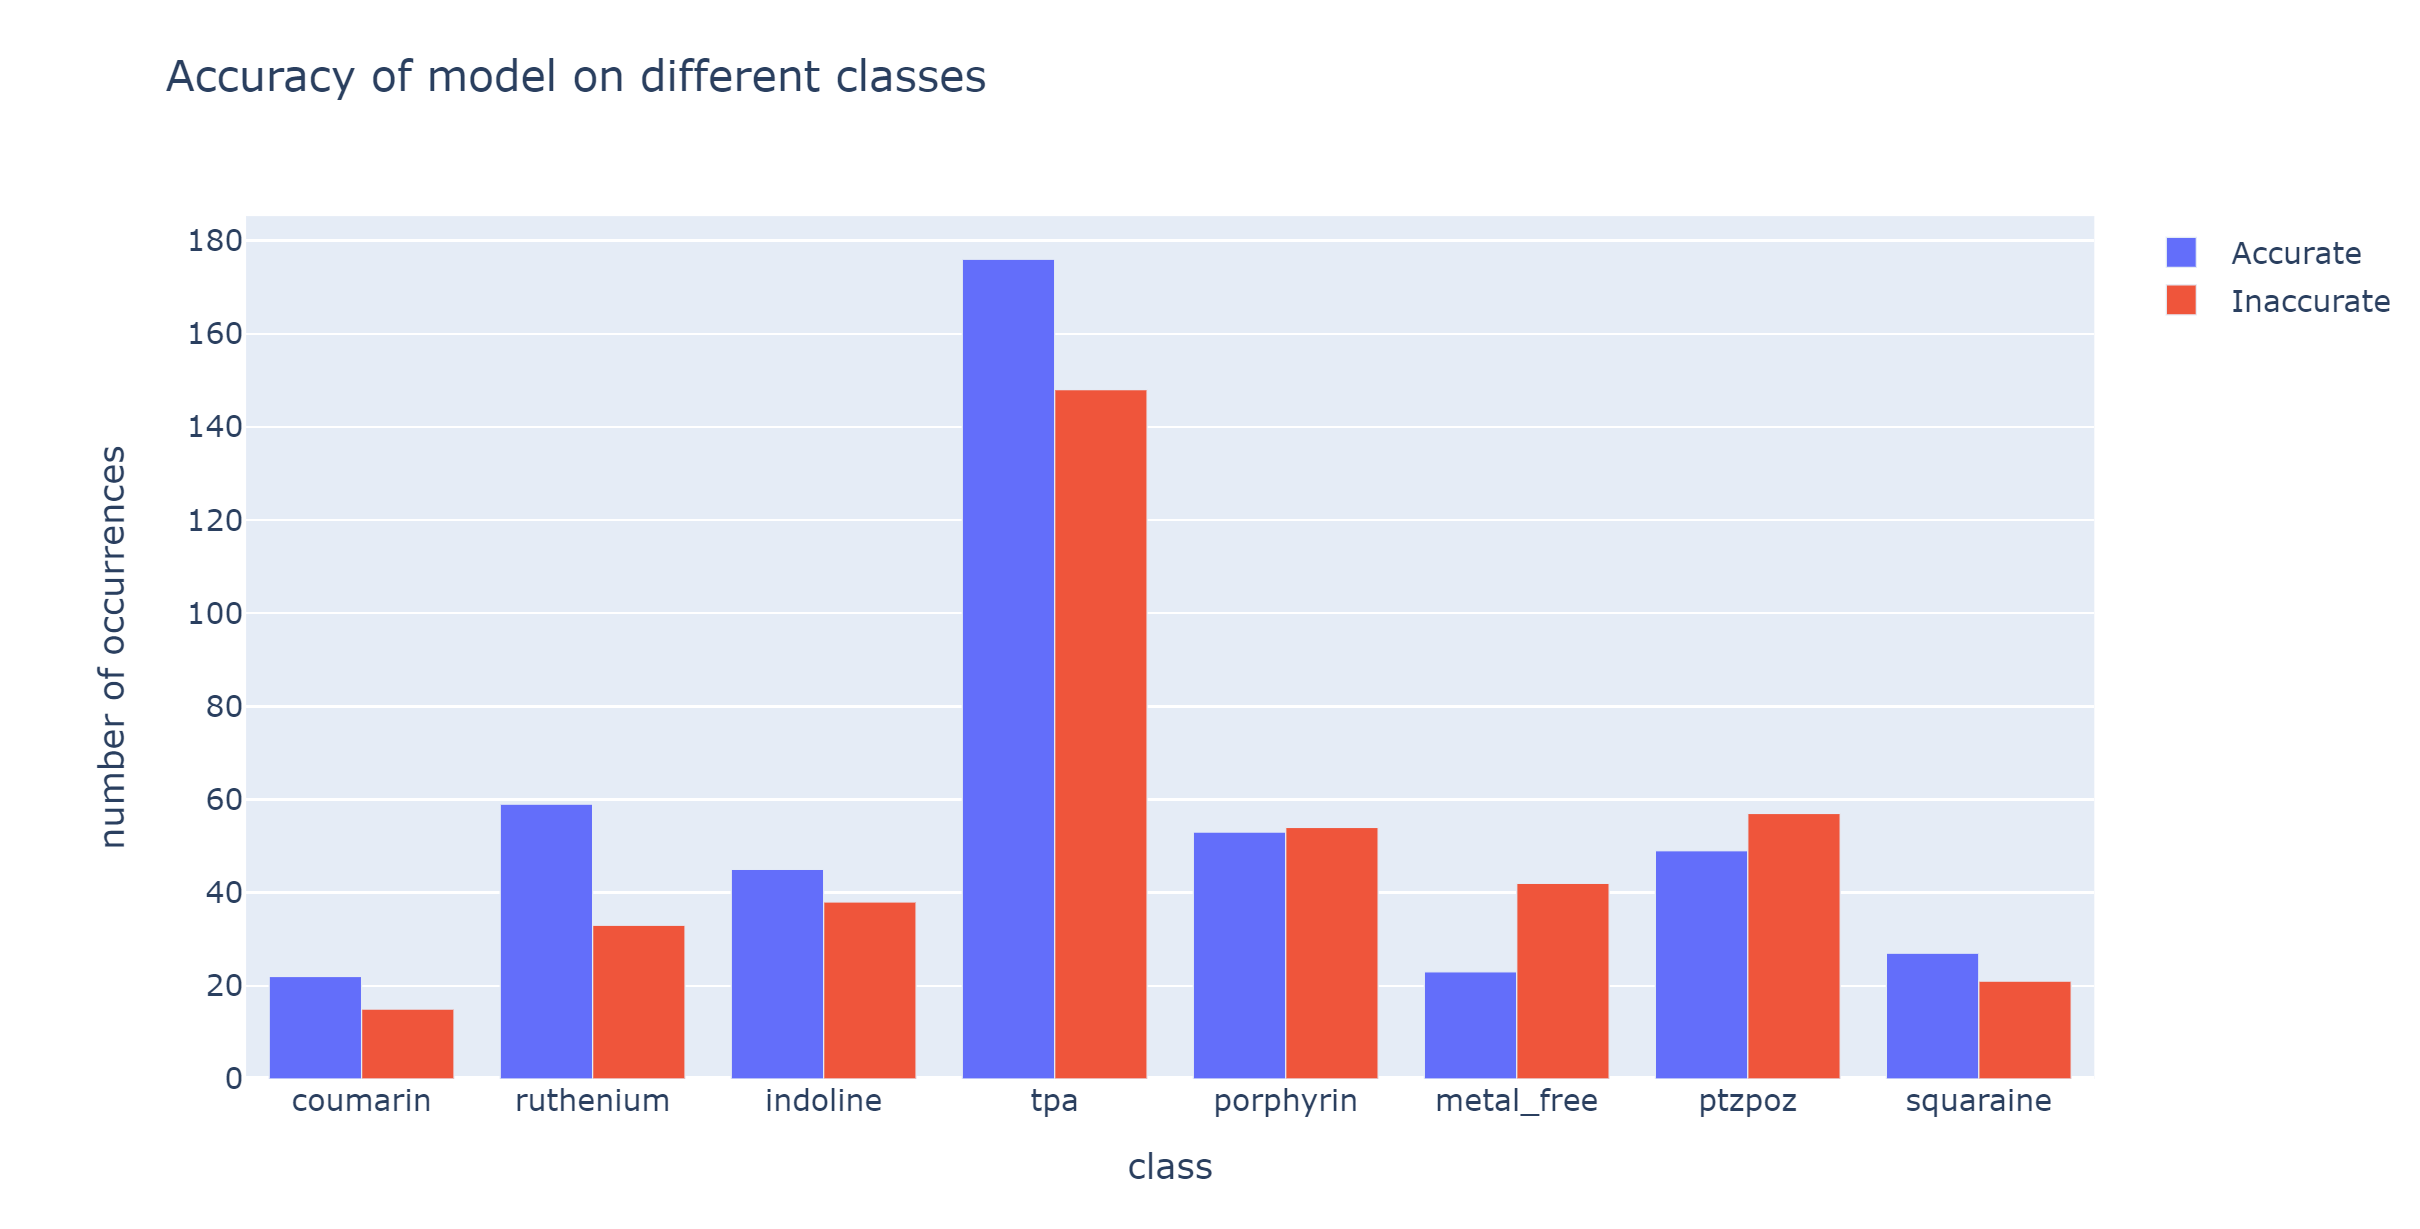 Accuracy of model on different classes
Accurate
Inaccurate
180
160
140
120
100
80
60
40
20
0
number of occurrences
coumarin ruthenium indoline tpa porphyrin metal_free ptzpoz squaraine
class